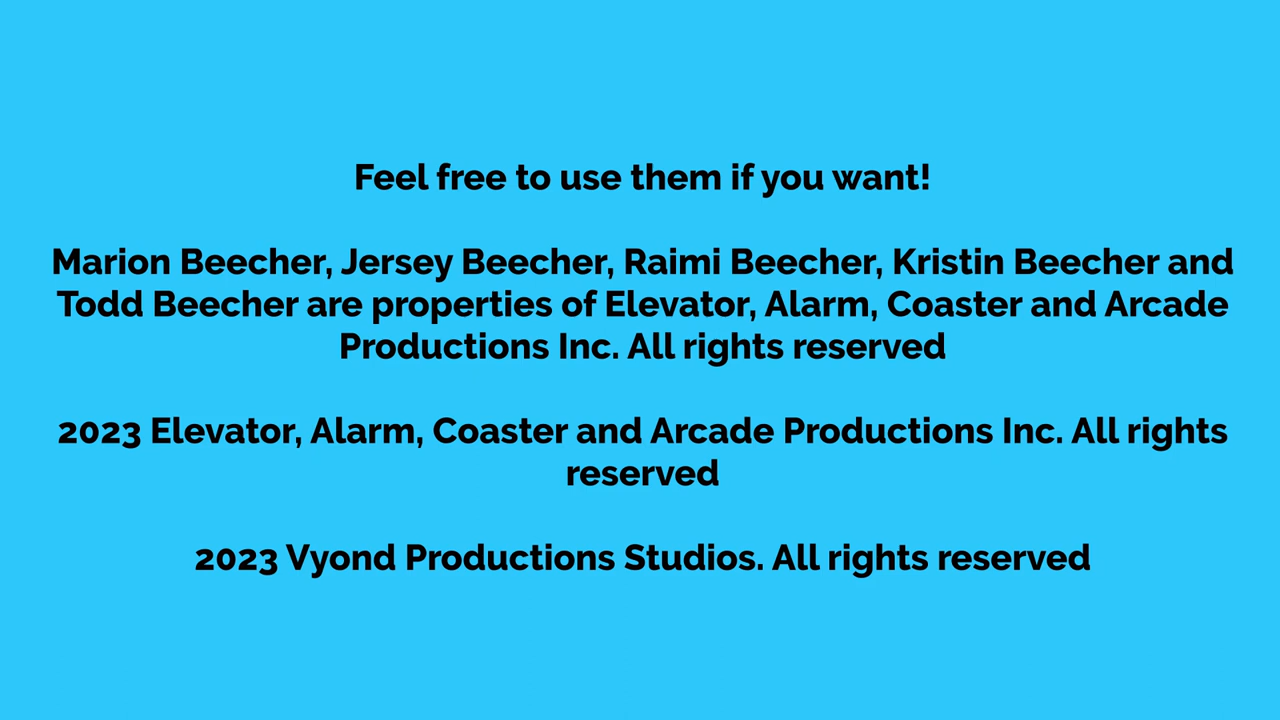 Feel free to use them if you want!
Marion Beecher, Jersey Beecher, Raimi Beecher, Kristin Beecher and
Todd Beecher are properties of Elevator, Alarm, Coaster and Arcade
Productions Inc. All rights reserved
2023 Elevator, Alarm, Coaster and Arcade Productions Inc. All rights
reserved
2023 Vyond Productions Studios. All rights reserved